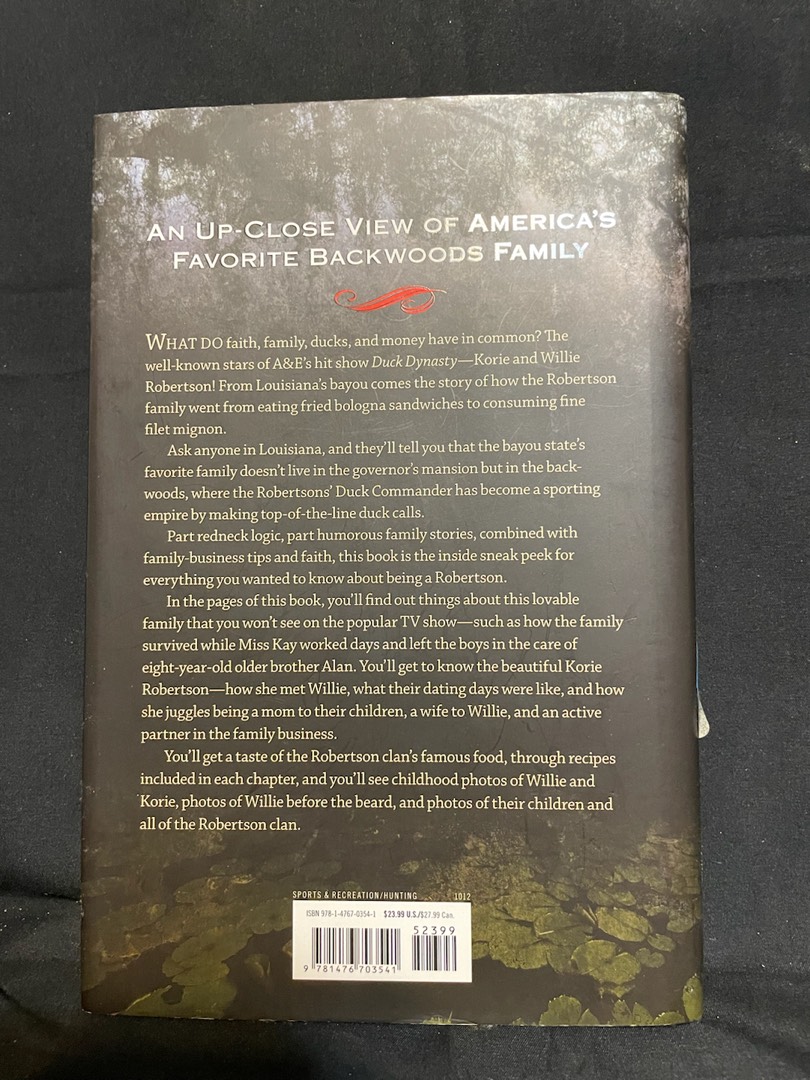 AN UP-CLOSE VIEW OF AMERICA'S
FAVORITE BACKWOODS FAMILY
WHAT DO faith, family, ducks, and money have in common? The
well-known stars of A&E's hit show Duck Dynasty—Korie and Willie
Robertson! From Louisiana's bayou comes the story of how the Robertson
family went from eating fried bologna sandwiches to consuming fine
filet mignon.
Ask anyone in Louisiana, and they'll tell you that the bayou state's
favorite family doesn't live in the governor's mansion but in the back-
woods, where the Robertsons' Duck Commander has become a sporting
empire by making top-of-the-line duck calls.
Part redneck logic, part humorous family stories, combined with
family-business tips and faith, this book is the inside sneak peek for
everything you wanted to know about being a Robertson.
In the pages of this book, you'll find out things about this lovable
family that you won't see on the popular TV show—such as how the family
survived while Miss Kay worked days and left the boys in the care of
eight-year-old older brother Alan. You'll get to know the beautiful Korie
Robertson—how she met Willie, what their dating days were like, and how
she juggles being a mom to their children, a wife to Willie, and an active
partner in the family business.
You'll get a taste of the Robertson clan's famous food, through recipes
included in each chapter, and you'll see childhood photos of Willie and
Korie, photos of Willie before the beard, and photos of their children and
all of the Robertson clan.
SPORTS & RECREATION/HUNTING 1012
ISBN 978-1-4767-0354-1 $23.99 U.S./$27.99 Can.
52399
9 781476 703541